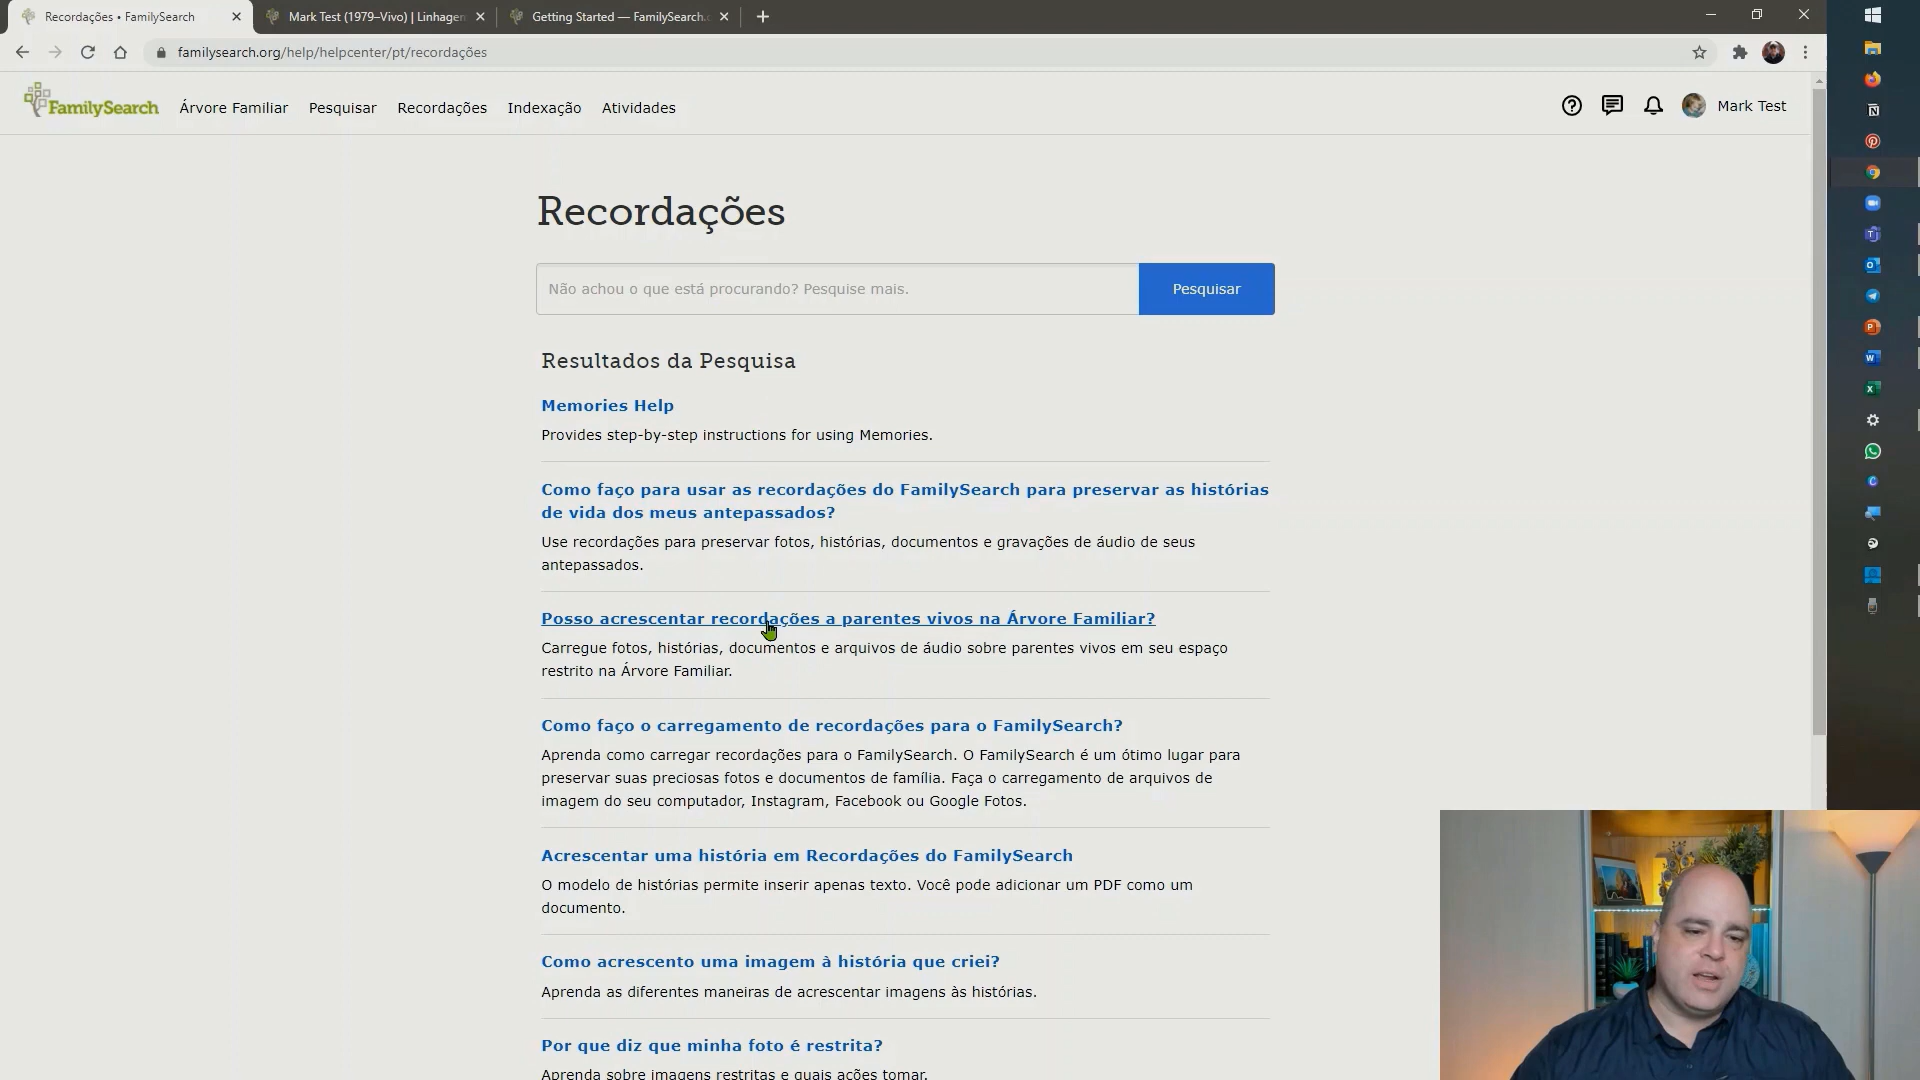 Recordações • FamilySearch
Mark Test (1979–Vivo) | Linhagen
Getting Started — FamilySearch.c
familysearch.org/help/helpcenter/pt/recordações
FamilySearch
Árvore Familiar
Pesquisar
Recordações
Indexação
Atividades
Mark Test
Recordações
Não achou o que está procurando? Pesquise mais.
Pesquisar
Resultados da Pesquisa
Memories Help
Provides step-by-step instructions for using Memories.
Como faço para usar as recordações do FamilySearch para preservar as histórias
de vida dos meus antepassados?
Use recordações para preservar fotos, histórias, documentos e gravações de áudio de seus
antepassados.
Posso acrescentar recordações a parentes vivos na Árvore Familiar?
Carregue fotos, histórias, documentos e arquivos de áudio sobre parentes vivos em seu espaço
restrito na Árvore Familiar.
Como faço o carregamento de recordações para o FamilySearch?
Aprenda como carregar recordações para o FamilySearch. O FamilySearch é um ótimo lugar para
preservar suas preciosas fotos e documentos de família. Faça o carregamento de arquivos de
imagem do seu computador, Instagram, Facebook ou Google Fotos.
Acrescentar uma história em Recordações do FamilySearch
O modelo de histórias permite inserir apenas texto. Você pode adicionar um PDF como um
documento.
Como acrescento uma imagem à história que criei?
Aprenda as diferentes maneiras de acrescentar imagens às histórias.
Por que diz que minha foto é restrita?
Aprenda sobre imagens restritas e quais ações tomar.